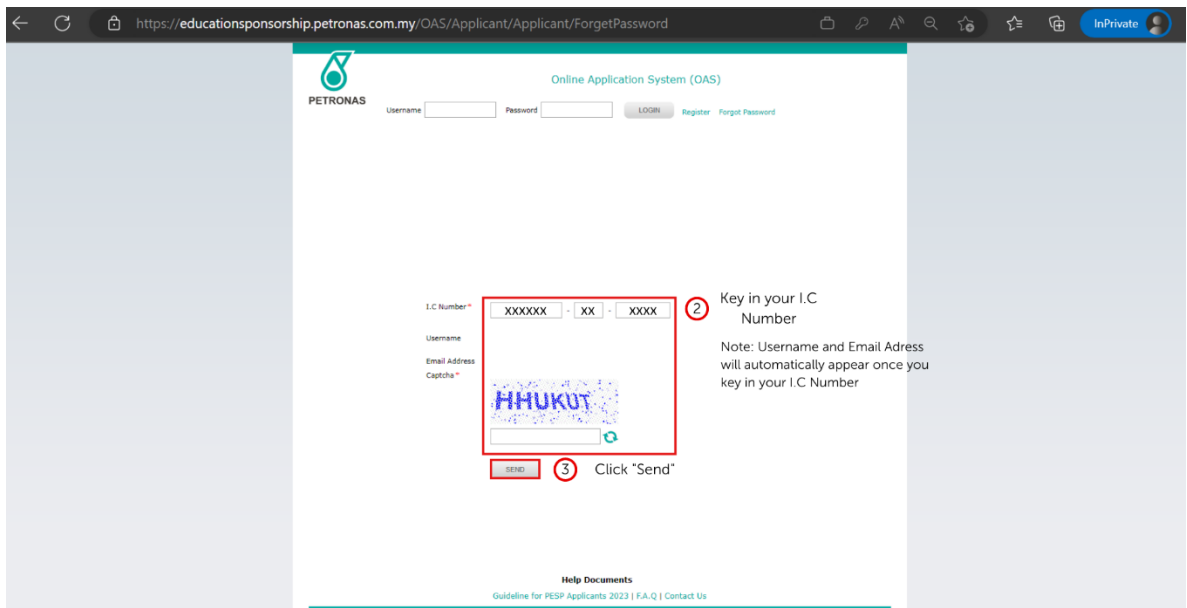 https://educationsponsorship.petronas.com.my/OAS/Applicant/Applicant/ForgetPassword
InPrivate
PETRONAS
Online Application System (OAS)
Username Password LOGIN Register Forgot Password
I.C Number* XXXXXX - XX - XXXX
2 Key in your I.C
Number
Username
Note: Username and Email Adress
will automatically appear once you
key in your I.C Number
Email Address
Captcha*
HHUKUT
SEND 3 Click "Send"
Help Documents
Guideline for PESP Applicants 2023 | F.A.Q | Contact Us